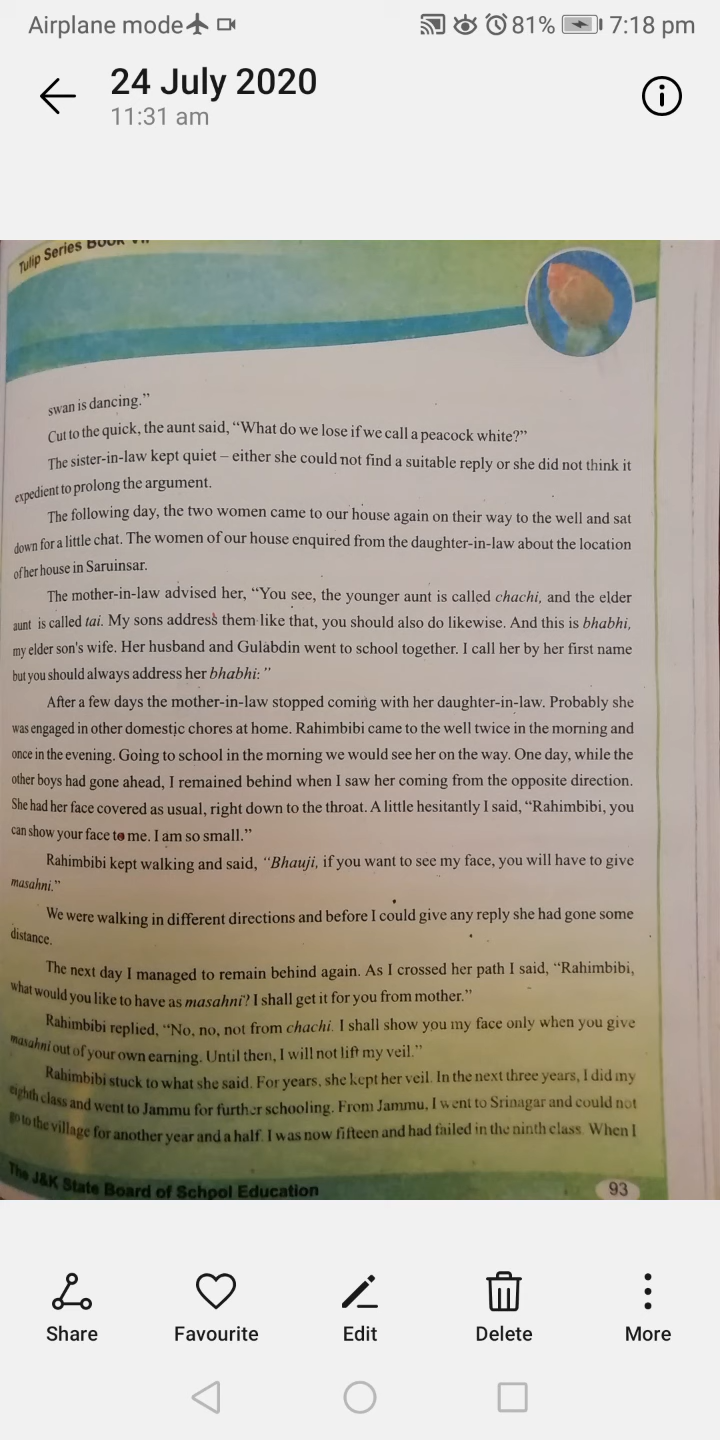 Airplane mode 81% 7:18 pm
24 July 2020
11:31 am
Tulip Series Book
swan is dancing.”
Cut to the quick, the aunt said, “What do we lose if we call a peacock white?”
The sister-in-law kept quiet – either she could not find a suitable reply or she did not think it
expedient to prolong the argument.
The following day, the two women came to our house again on their way to the well and sat
down for a little chat. The women of our house enquired from the daughter-in-law about the location
of her house in Saruinsar.
The mother-in-law advised her, “You see, the younger aunt is called chachi, and the elder
aunt is called tai. My sons address them like that, you should also do likewise. And this is bhabhi,
my elder son's wife. Her husband and Gulabdin went to school together. I call her by her first name
but you should always address her bhabhi: ”
After a few days the mother-in-law stopped coming with her daughter-in-law. Probably she
was engaged in other domestic chores at home. Rahimbibi came to the well twice in the morning and
once in the evening. Going to school in the morning we would see her on the way. One day, while the
other boys had gone ahead, I remained behind when I saw her coming from the opposite direction.
She had her face covered as usual, right down to the throat. A little hesitantly I said, “Rahimbibi, you
can show your face to me. I am so small.”
Rahimbibi kept walking and said, “Bhauji, if you want to see my face, you will have to give
masahni.”
We were walking in different directions and before I could give any reply she had gone some
distance.
The next day I managed to remain behind again. As I crossed her path I said, “Rahimbibi,
what would you like to have as masahni? I shall get it for you from mother.”
Rahimbibi replied, “No, no, not from chachi. I shall show you my face only when you give
masahni out of your own earning. Until then, I will not lift my veil.”
Rahimbibi stuck to what she said. For years, she kept her veil. In the next three years, I did my
eighth class and went to Jammu for further schooling. From Jammu, I went to Srinagar and could not
go to the village for another year and a half. I was now fifteen and had failed in the ninth class. When I
The J&K State Board of School Education 93
Share Favourite Edit Delete More